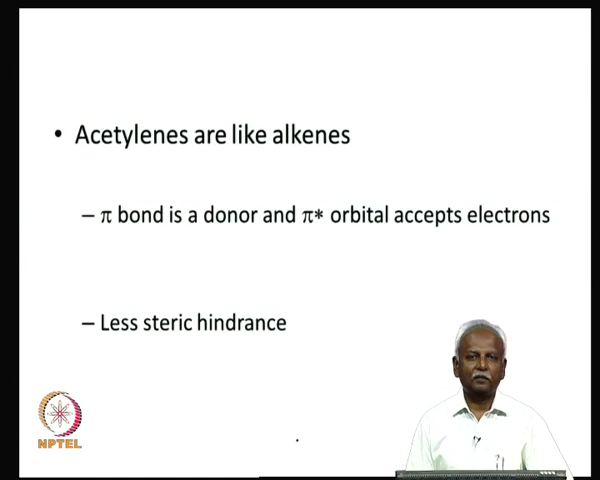 • Acetylenes are like alkenes
– π bond is a donor and π* orbital accepts electrons
– Less steric hindrance
NPTEL